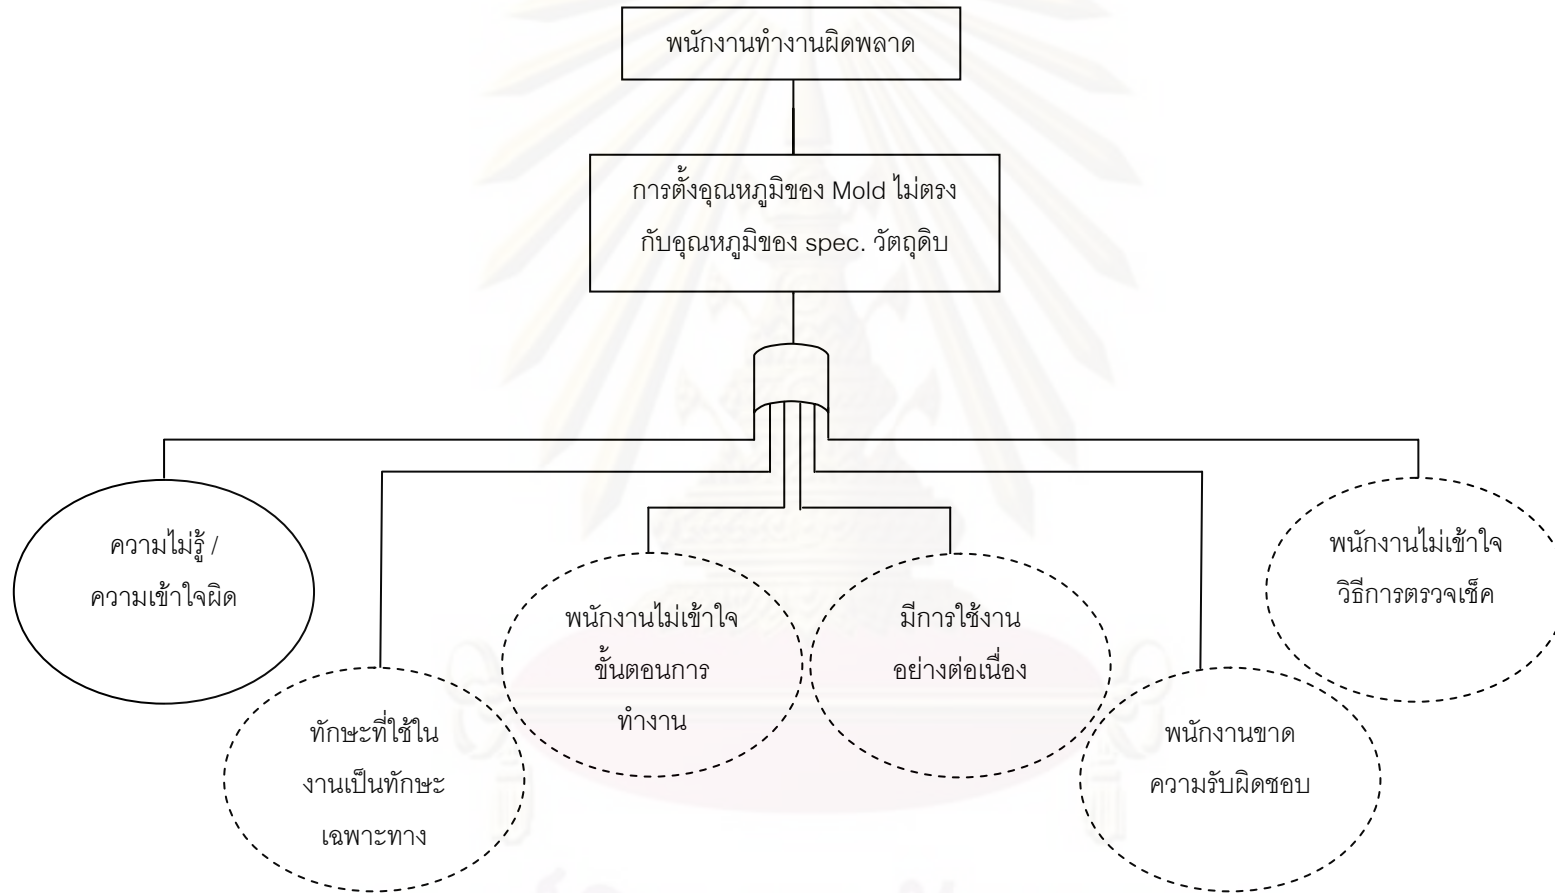 พนักงานทำงานผิดพลาด
การตั้งอุณหภูมิของ Mold ไม่ตรง
กับอุณหภูมิของ spec. วัตถุดิบ
ความไม่รู้ /
ความเข้าใจผิด
ทักษะที่ใช้ใน
งานเป็นทักษะ
เฉพาะทาง
พนักงานไม่เข้าใจ
ขั้นตอนการ
ทำงาน
มีการใช้งาน
อย่างต่อเนื่อง
พนักงานขาด
ความรับผิดชอบ
พนักงานไม่เข้าใจ
วิธีการตรวจเช็ค